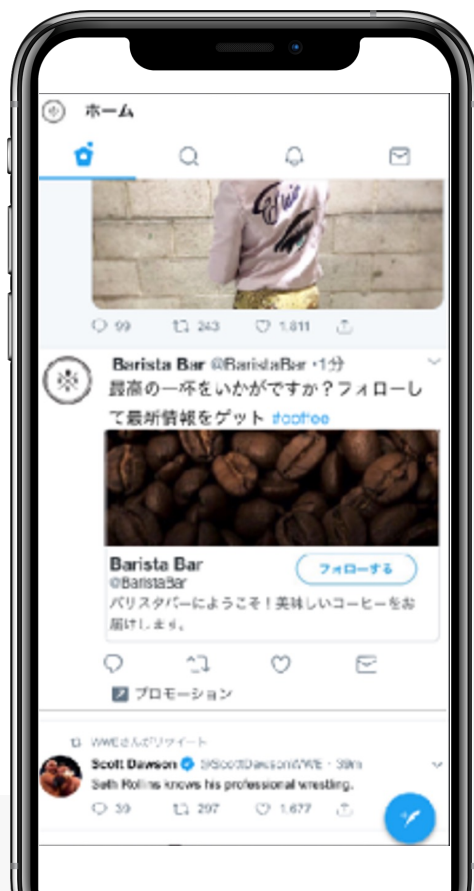 ホーム
99 243 1,811
Barista Bar @BaristaBar ·1分
最高の一杯をいかがですか？フォローし
て最新情報をゲット #coffee
Barista Bar
フォローする
@BaristaBar
バリスタバーにようこそ！美味しいコーヒーをお
届けします。
プロモーション
WWEさんがリツイート
Scott Dawson @ScottDawsonWWE · 39m
Seth Rollins knows his professional wrestling.
39 297 1,677